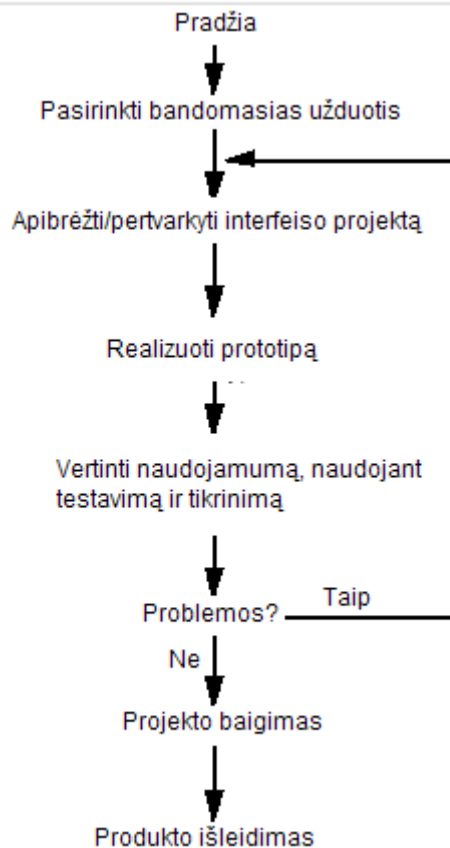 Pradžia
Pasirinkti bandomasias užduotis
Apibrėžti/pertvarkyti interfeiso projektą
Realizuoti prototipą
Vertinti naudojamumą, naudojant
testavimą ir tikrinimą
Problemos?
Taip
Ne
Projekto baigimas
Produkto išleidimas